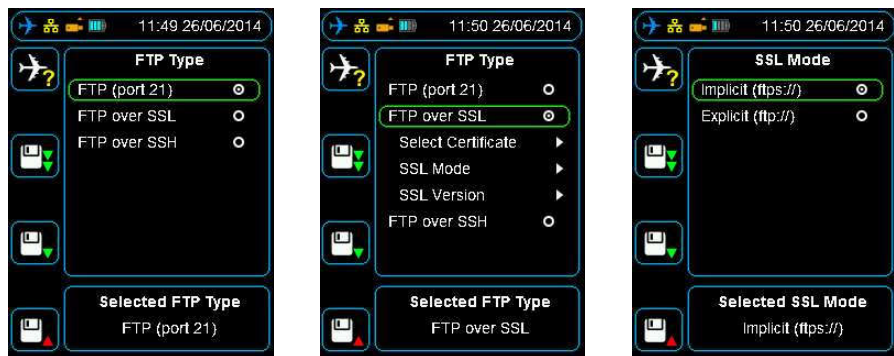 11:49 26/06/2014
FTP Type
FTP (port 21)
FTP over SSL
FTP over SSH
Selected FTP Type
FTP (port 21)
11:50 26/06/2014
FTP Type
FTP (port 21)
FTP over SSL
Select Certificate
SSL Mode
SSL Version
FTP over SSH
Selected FTP Type
FTP over SSL
11:50 26/06/2014
SSL Mode
Implicit (ftps://)
Explicit (ftp://)
Selected SSL Mode
Implicit (ftps://)